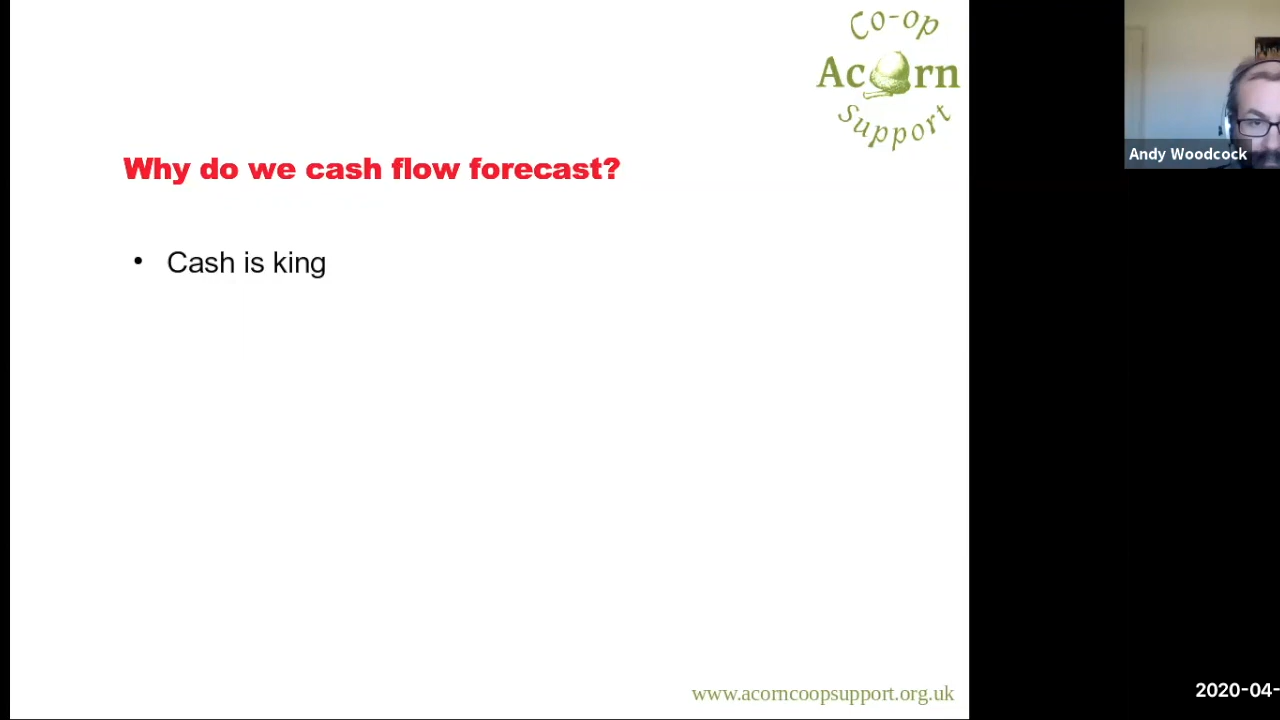 Co-op
Acorn
Support
Andy Woodcock
Why do we cash flow forecast?
• Cash is king
www.acorncoopsupport.org.uk
2020-04-